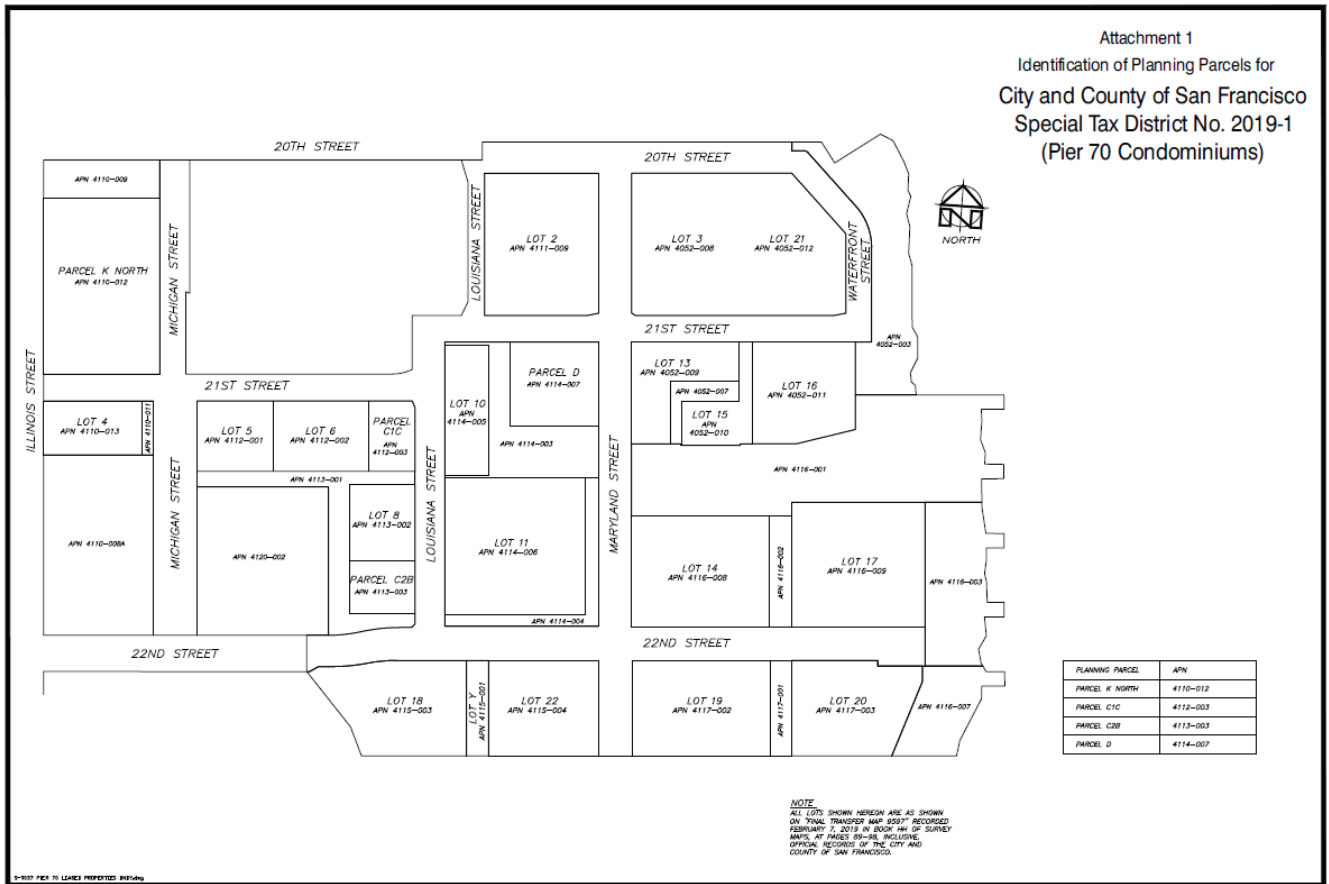 Attachment 1
Identification of Planning Parcels for
City and County of San Francisco
Special Tax District No. 2019-1
(Pier 70 Condominiums)
20TH STREET
20TH STREET
APN 4110-009
PARCEL K NORTH
APN 4110-012
MICHIGAN STREET
LOUISIANA STREET
LOT 2
APN 4111-009
LOT 3
APN 4052-008
LOT 21
APN 4052-012
WATERFRONT
STREET
NORTH
21ST STREET
APN
4052-003
ILLINOIS STREET
21ST STREET
LOT 4
APN 4110-013
APN 4110-011
LOT 5
APN 4112-001
LOT 6
APN 4112-002
PARCEL
C1C
APN
4112-003
LOT 10
APN
4114-005
PARCEL D
APN 4114-007
APN 4114-003
LOT 13
APN 4052-009
APN 4052-007
LOT 15
APN
4052-010
LOT 16
APN 4052-011
APN 4116-001
APN 4113-001
MICHIGAN STREET
LOUISIANA STREET
MARYLAND STREET
APN 4110-008A
APN 4120-002
LOT 8
APN 4113-002
PARCEL C2B
APN 4113-003
LOT 11
APN 4114-006
APN 4114-004
LOT 14
APN 4116-008
APN 4116-002
LOT 17
APN 4116-009
APN 4116-003
22ND STREET
22ND STREET
LOT 18
APN 4115-003
LOT Y
APN 4115-001
LOT 22
APN 4115-004
LOT 19
APN 4117-002
APN 4117-001
LOT 20
APN 4117-003
APN 4116-007
PLANNING PARCEL APN
PARCEL K NORTH 4110-012
PARCEL C1C 4112-003
PARCEL C2B 4113-003
PARCEL D 4114-007
NOTE
ALL LOTS SHOWN HEREON ARE AS SHOWN
ON "FINAL TRANSFER MAP 9597" RECORDED
FEBRUARY 7, 2019 IN BOOK HH OF SURVEY
MAPS, AT PAGES 89-98, INCLUSIVE,
OFFICIAL RECORDS OF THE CITY AND
COUNTY OF SAN FRANCISCO.
PIER 70 LEASED PROPERTIES